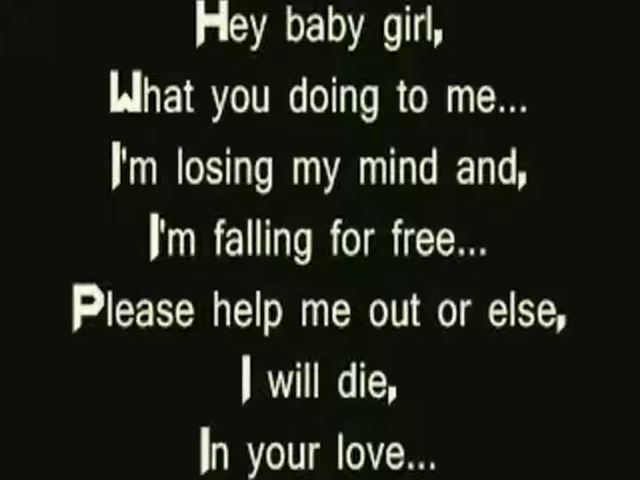 Hey baby girl,
What you doing to me...
I'm losing my mind and,
I'm falling for free...
Please help me out or else,
I will die,
In your love...